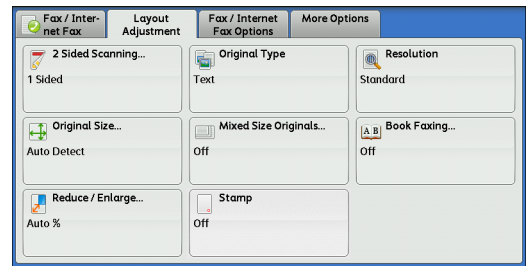 Fax / Inter-
net Fax
Layout
Adjustment
Fax / Internet
Fax Options
More Options
2 Sided Scanning...
1 Sided
Original Type
Text
Resolution
Standard
Original Size...
Auto Detect
Mixed Size Originals...
Off
A B
Book Faxing...
Off
Reduce / Enlarge...
Auto %
Stamp
Off